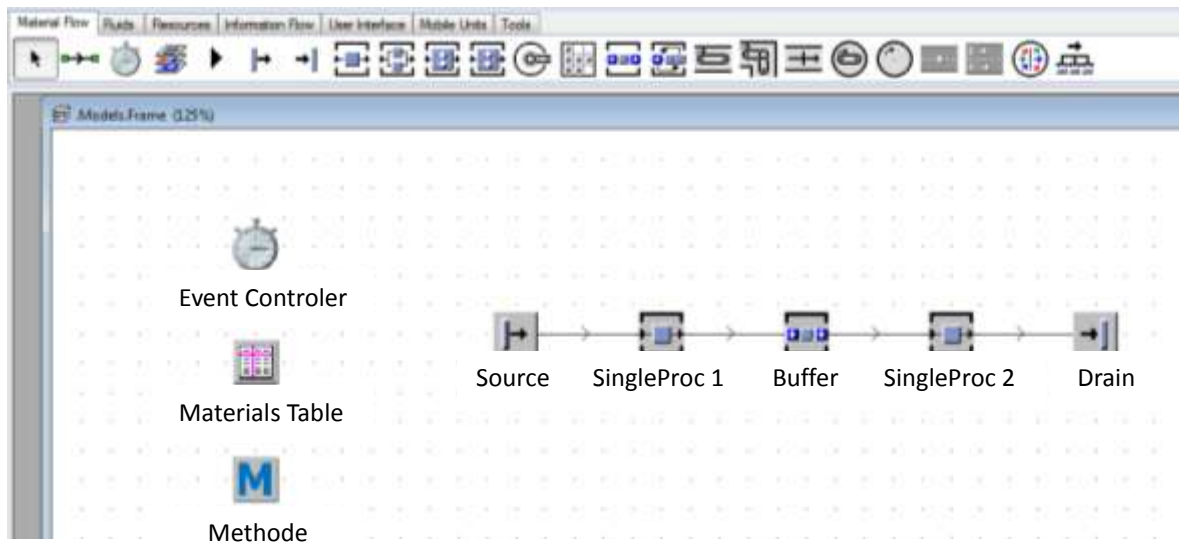 Material Flow Fluids Resources Information Flow User Interface Mobile Units Tools
.Models.Frame (125%)
Event Controler
Source SingleProc 1 Buffer SingleProc 2 Drain
Materials Table
M
Methode